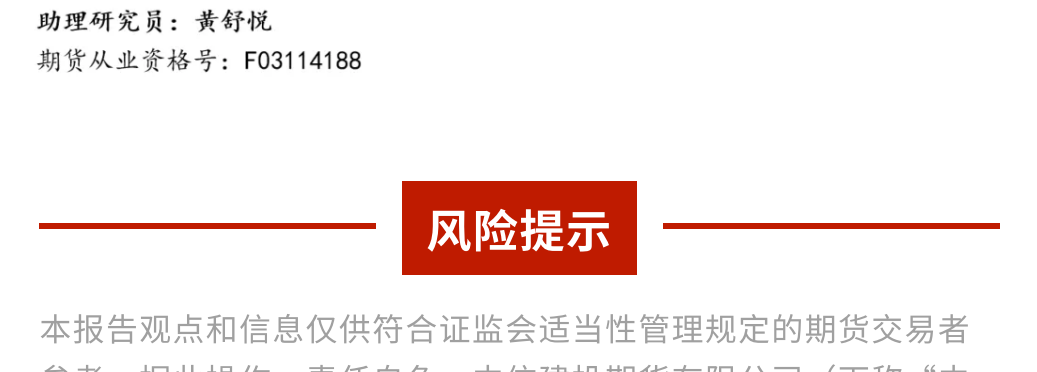 助理研究员：黄舒悦
期货从业资格号：F03114188
风险提示
本报告观点和信息仅供符合证监会适当性管理规定的期货交易者